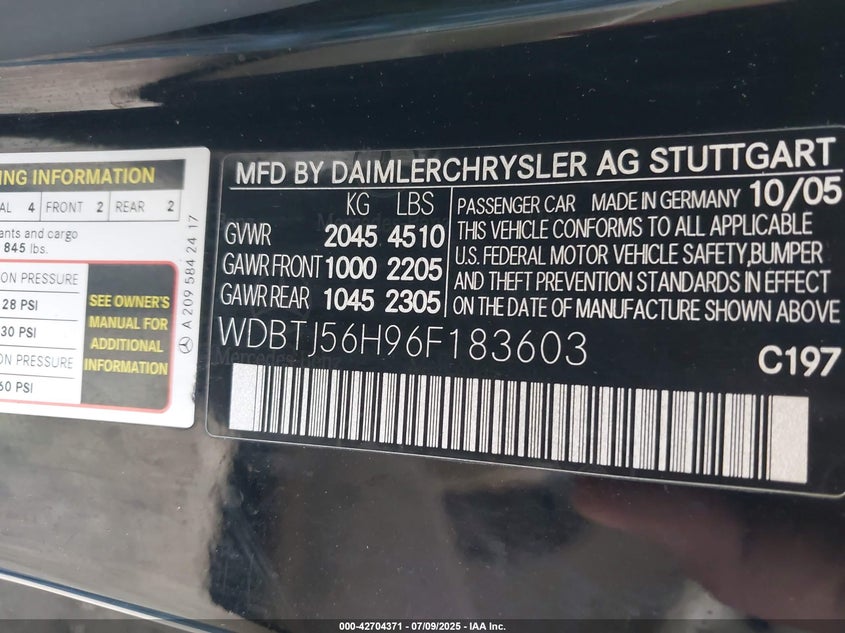 NG INFORMATION
AL 4 FRONT 2 REAR 2
ants and cargo
845 lbs.
ON PRESSURE
28 PSI
30 PSI
60 PSI
SEE OWNER'S
MANUAL FOR
ADDITIONAL
INFORMATION
A 209 584 24 17
MFD BY DAIMLERCHRYSLER AG STUTTGART
KG LBS
GVWR 2045 4510
GAWR FRONT 1000 2205
GAWR REAR 1045 2305
PASSENGER CAR MADE IN GERMANY 10/05
THIS VEHICLE CONFORMS TO ALL APPLICABLE
U.S. FEDERAL MOTOR VEHICLE SAFETY, BUMPER
AND THEFT PREVENTION STANDARDS IN EFFECT
ON THE DATE OF MANUFACTURE SHOWN ABOVE
WDBTJ56H96F183603
C197
000-42704371 / 07/09/2025 - IAA Inc.